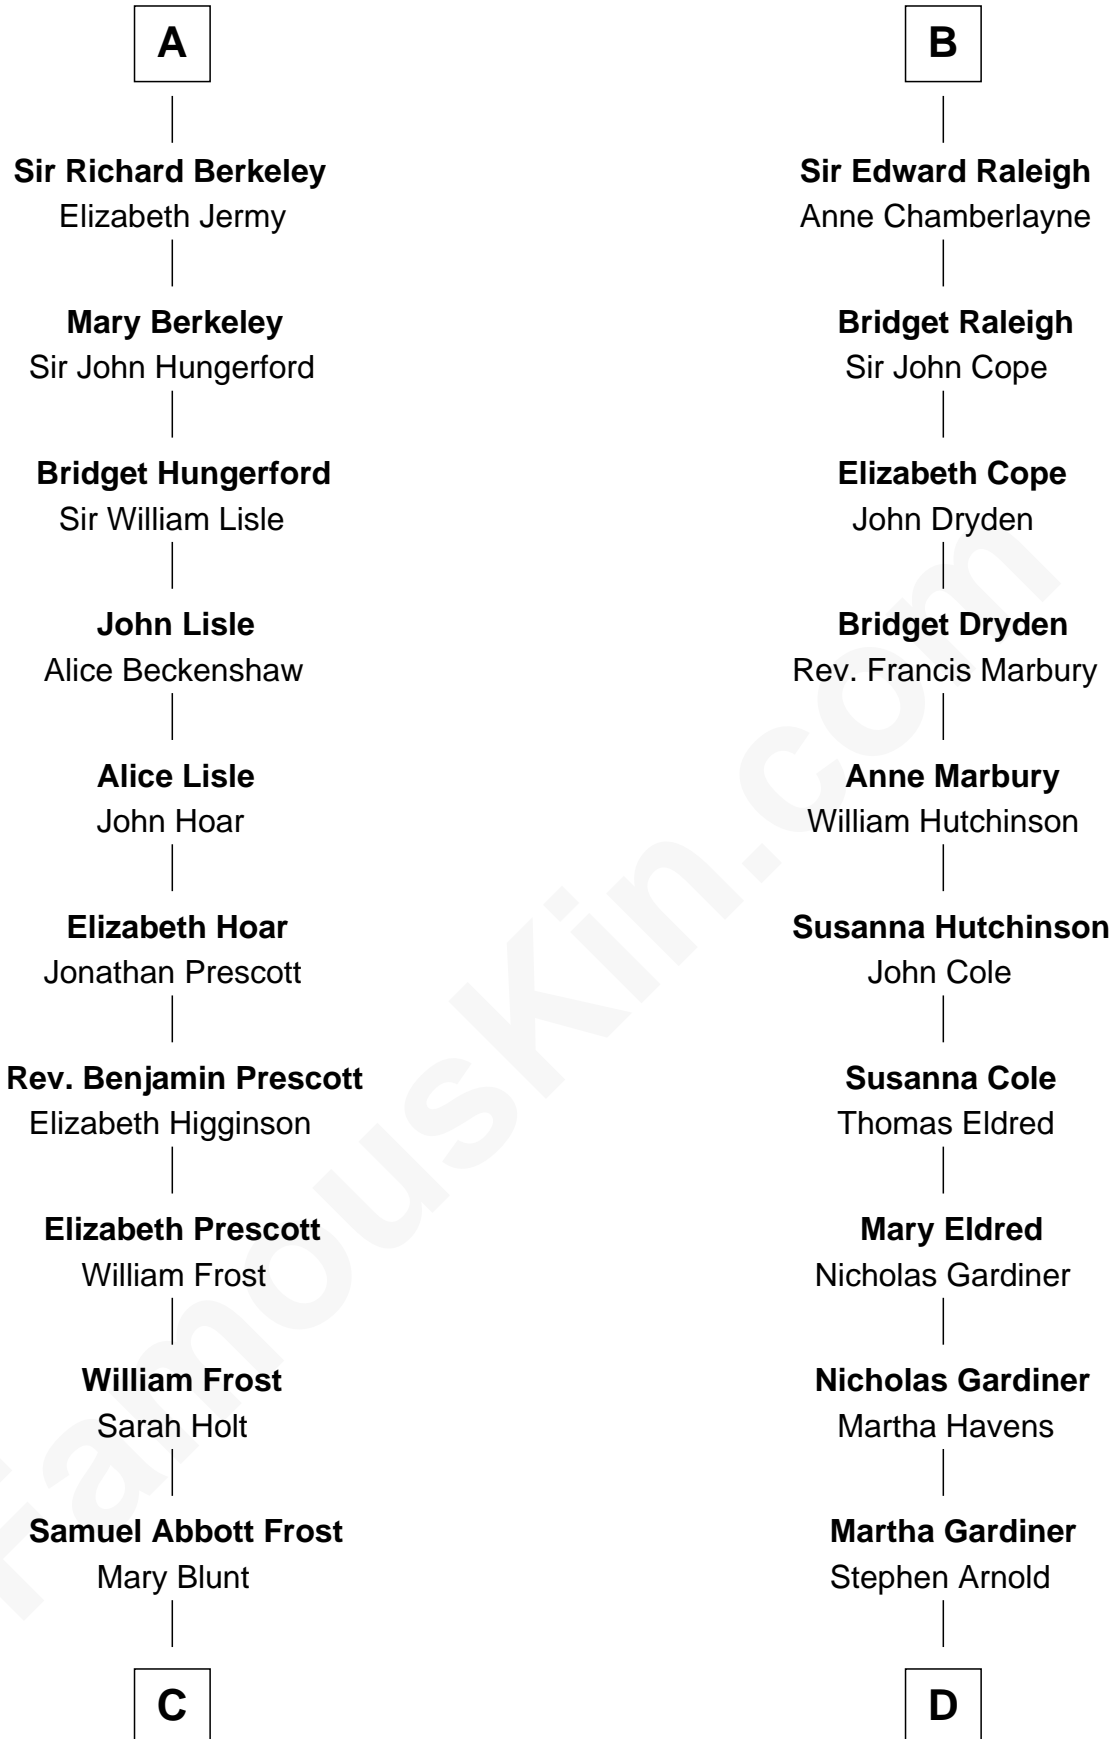 A
Sir Richard Berkeley
Elizabeth Jermy
Mary Berkeley
Sir John Hungerford
Bridget Hungerford
Sir William Lisle
John Lisle
Alice Beckenshaw
Alice Lisle
John Hoar
Elizabeth Hoar
Jonathan Prescott
Rev. Benjamin Prescott
Elizabeth Higginson
Elizabeth Prescott
William Frost
William Frost
Sarah Holt
Samuel Abbott Frost
Mary Blunt
C
B
Sir Edward Raleigh
Anne Chamberlayne
Bridget Raleigh
Sir John Cope
Elizabeth Cope
John Dryden
Bridget Dryden
Rev. Francis Marbury
Anne Marbury
William Hutchinson
Susanna Hutchinson
John Cole
Susanna Cole
Thomas Eldred
Mary Eldred
Nicholas Gardiner
Nicholas Gardiner
Martha Havens
Martha Gardiner
Stephen Arnold
D
FamousKin.com